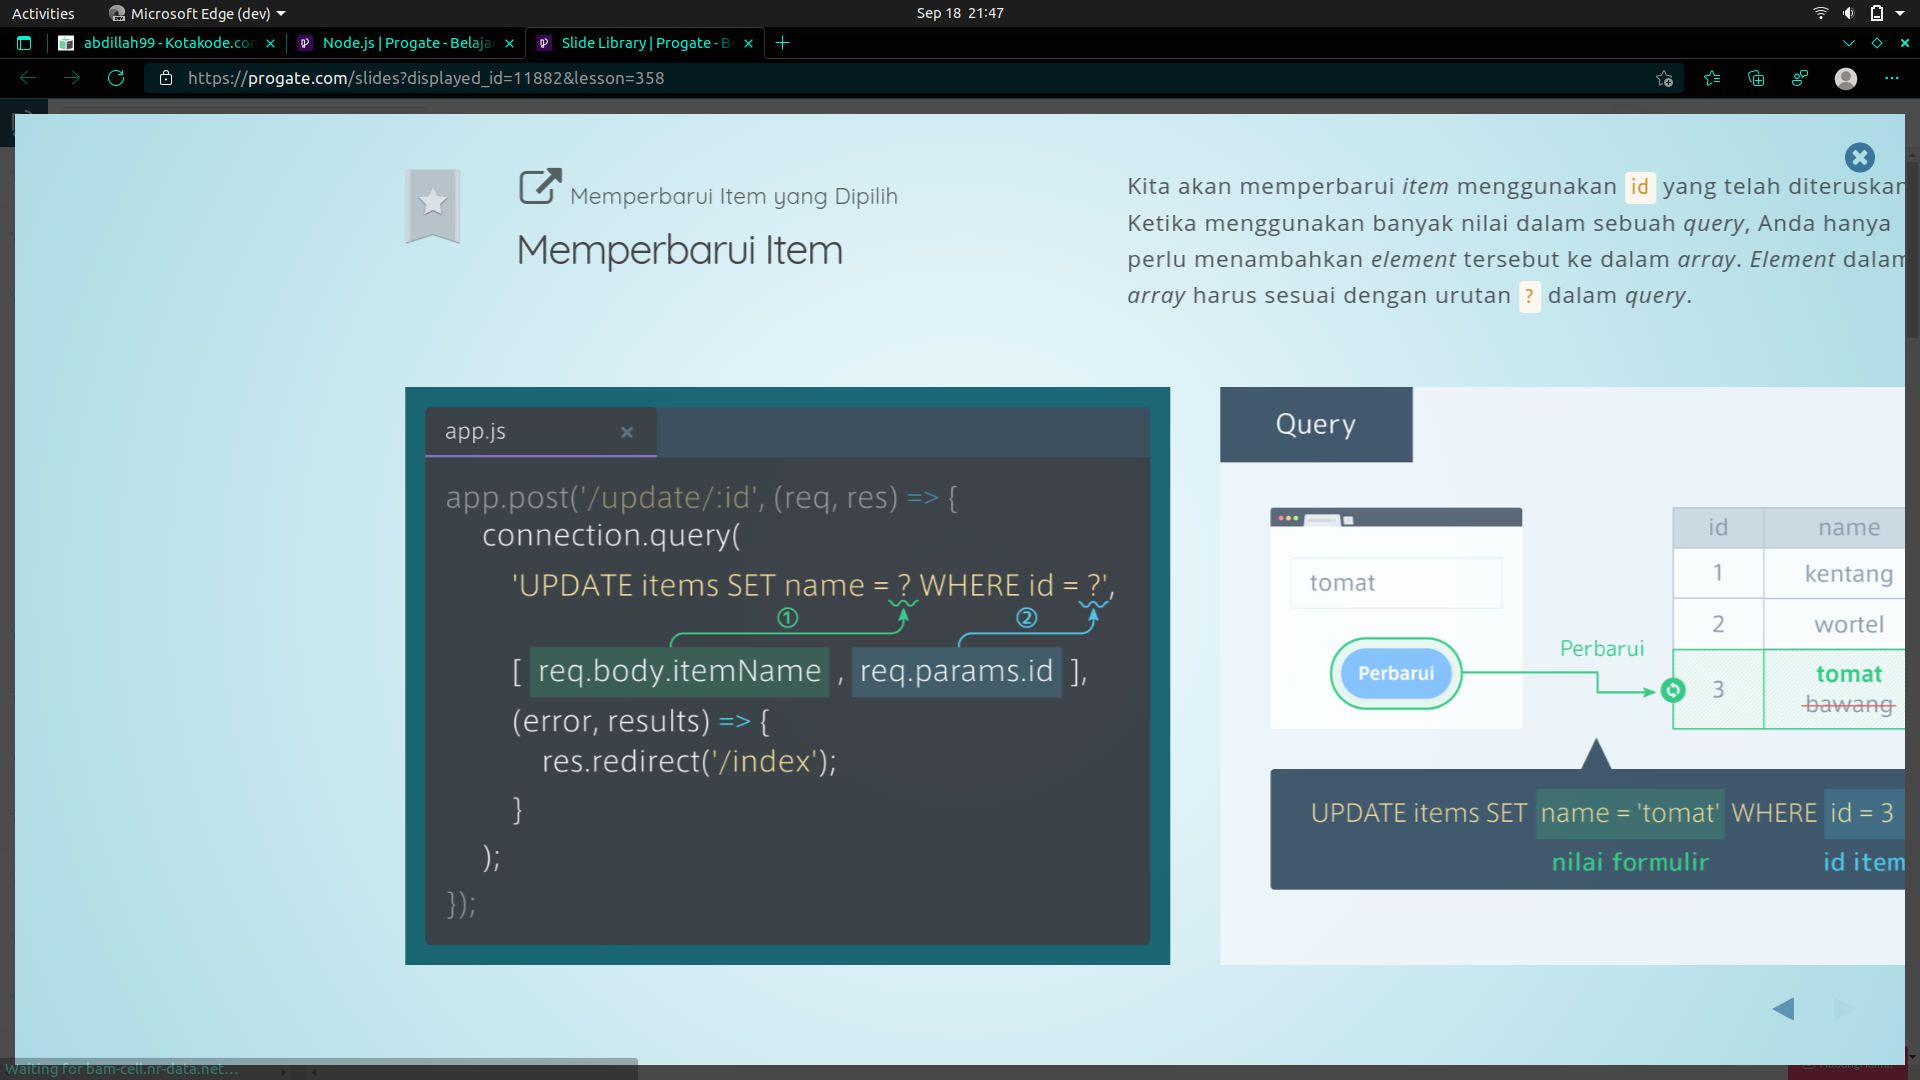 Activities
Microsoft Edge (dev)
Sep 18 21:47
abdillah99 - Kotakode.co
Node.js | Progate - Belaja
Slide Library | Progate - B
https://progate.com/slides?displayed_id=11882&lesson=358
Memperbarui Item yang Dipilih
Memperbarui Item
Kita akan memperbarui item menggunakan id yang telah diteruskan
Ketika menggunakan banyak nilai dalam sebuah query, Anda hanya
perlu menambahkan element tersebut ke dalam array. Element dalam
array harus sesuai dengan urutan ? dalam query.
app.js
app.post('/update/:id', (req, res) => {
connection.query(
'UPDATE items SET name = ? WHERE id = ?',
① ②
[ req.body.itemName , req.params.id ],
(error, results) => {
res.redirect('/index');
}
);
});
Query
tomat
Perbarui
Perbarui
id name
1 kentang
2 wortel
3 tomat
bawang
UPDATE items SET name = 'tomat' WHERE id = 3
nilai formulir id item
Waiting for bam-cell.nr-data.net...